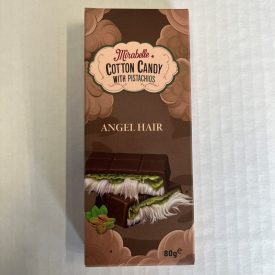 Mirabelle
COTTON CANDY
WITH PISTACHIOS
ANGEL HAIR
80g℮